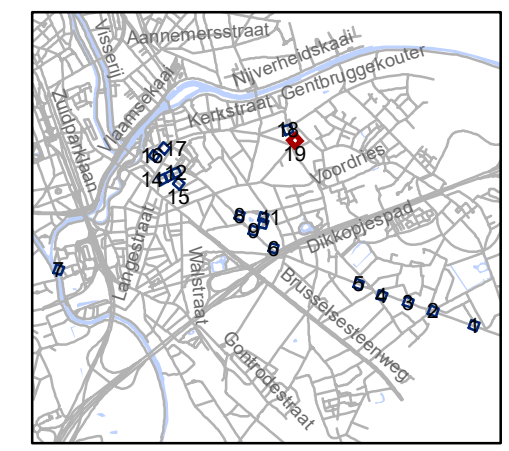 Visserij
Aannemersstraat
Nijverheidskaai
Gentbruggekouter
Zuidparklaan
Vlaamsekaai
Kerkstraat
18
19
17
16
Voordries
12
14
15
8
11
9
6
Dikkopjespad
Langestraat
Walstraat
7
5
4
3
2
1
Brusselsesteenweg
Gontrodestraat